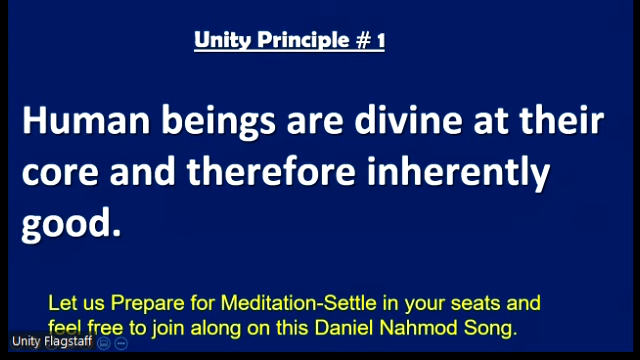 Unity Principle # 1
Human beings are divine at their
core and therefore inherently
good.
Let us Prepare for Meditation-Settle in your seats and
feel free to join along on this Daniel Nahmod Song.
Unity Flagstaff